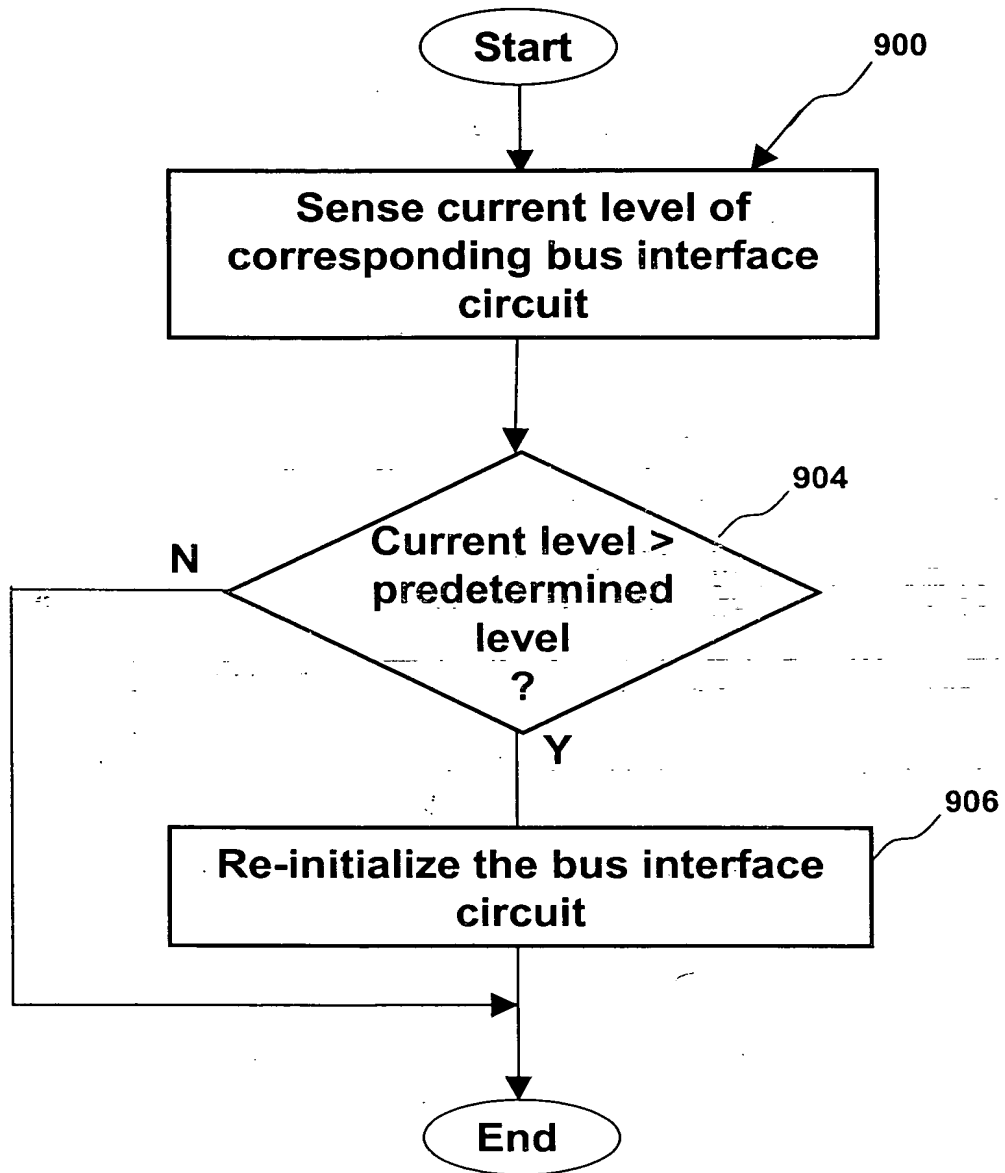 Start
900
Sense current level of
corresponding bus interface
circuit
904
Current level >
predetermined
level
?
N
Y
906
Re-initialize the bus interface
circuit
End